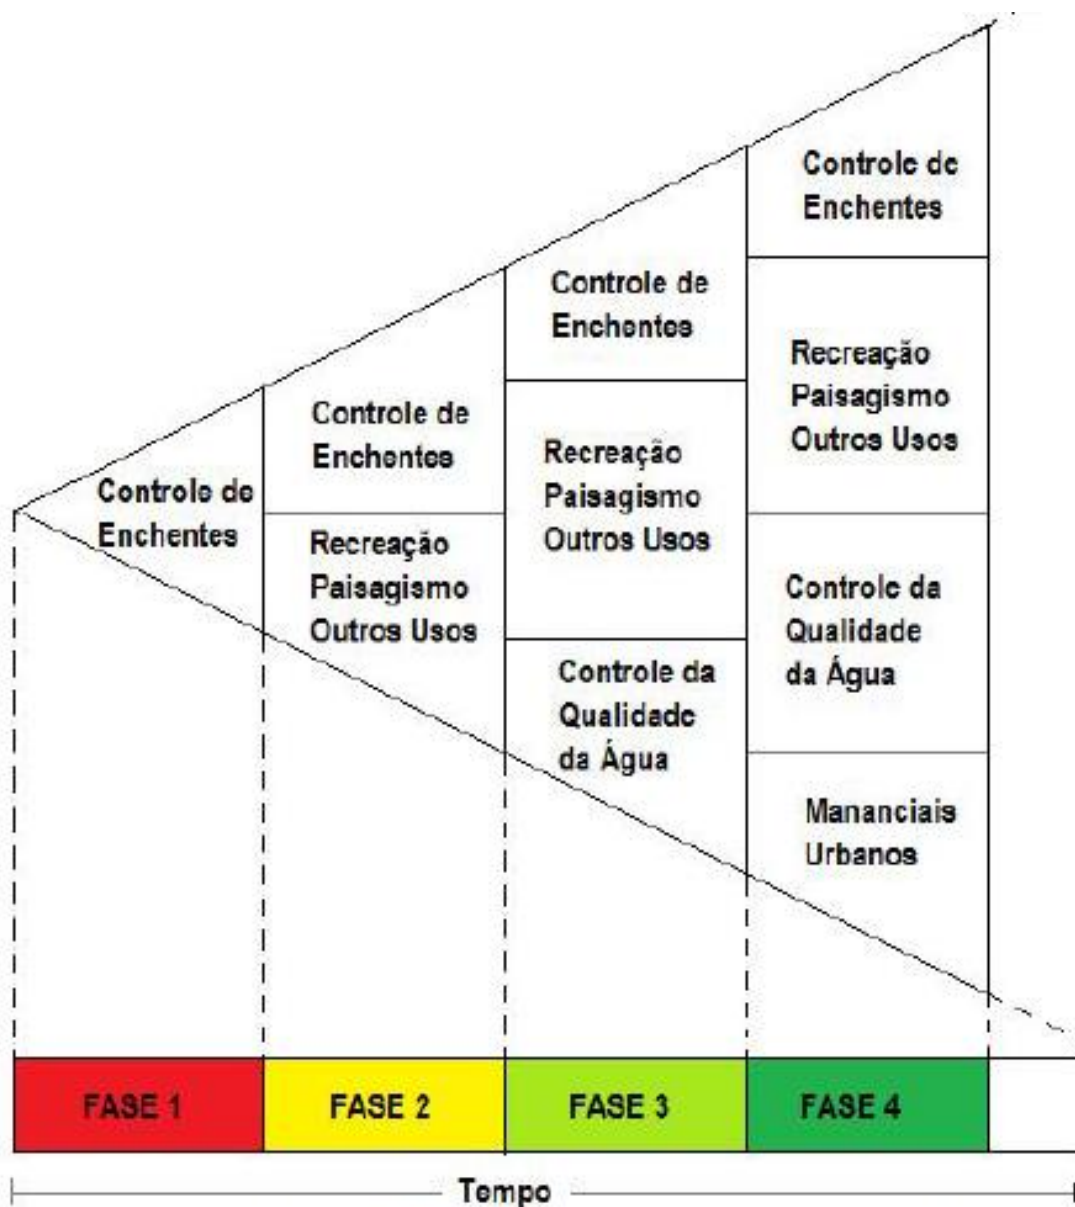 Controle de
Enchentes
Controle de
Enchentes
Recreação
Paisagismo
Outros Usos
Controle de
Enchentes
Recreação
Paisagismo
Outros Usos
Controle da
Qualidade
da Água
Controle de
Enchentes
Recreação
Paisagismo
Outros Usos
Controle da
Qualidade
da Água
Mananciais
Urbanos
FASE 1
FASE 2
FASE 3
FASE 4
Tempo